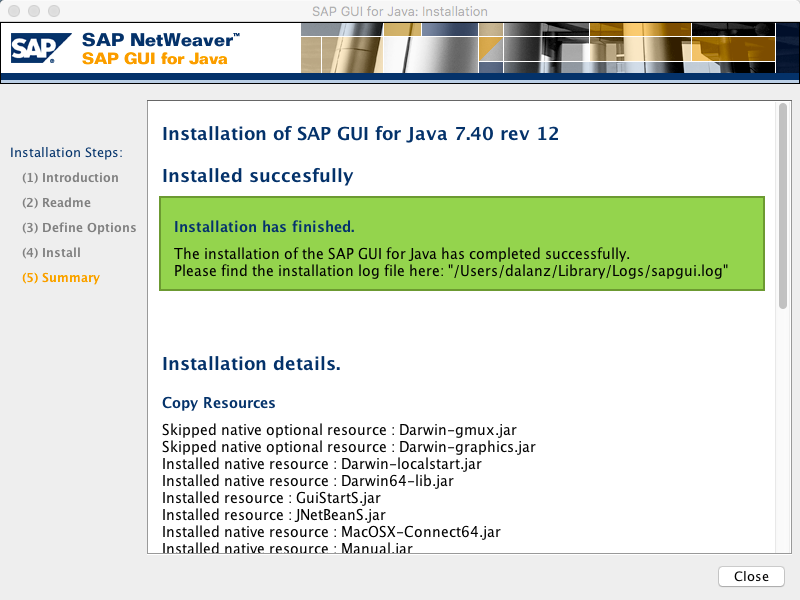 SAP GUI for Java: Installation
SAP
SAP NetWeaver™
SAP GUI for Java
Installation Steps:
(1) Introduction
(2) Readme
(3) Define Options
(4) Install
(5) Summary
Installation of SAP GUI for Java 7.40 rev 12
Installed succesfully
Installation has finished.
The installation of the SAP GUI for Java has completed successfully.
Please find the installation log file here: "/Users/dalanz/Library/Logs/sapgui.log"
Installation details.
Copy Resources
Skipped native optional resource : Darwin-gmux.jar
Skipped native optional resource : Darwin-graphics.jar
Installed native resource : Darwin-localstart.jar
Installed native resource : Darwin64-lib.jar
Installed resource : GuiStartS.jar
Installed resource : JNetBeanS.jar
Installed native resource : MacOSX-Connect64.jar
Installed native resource : Manual.jar
Close